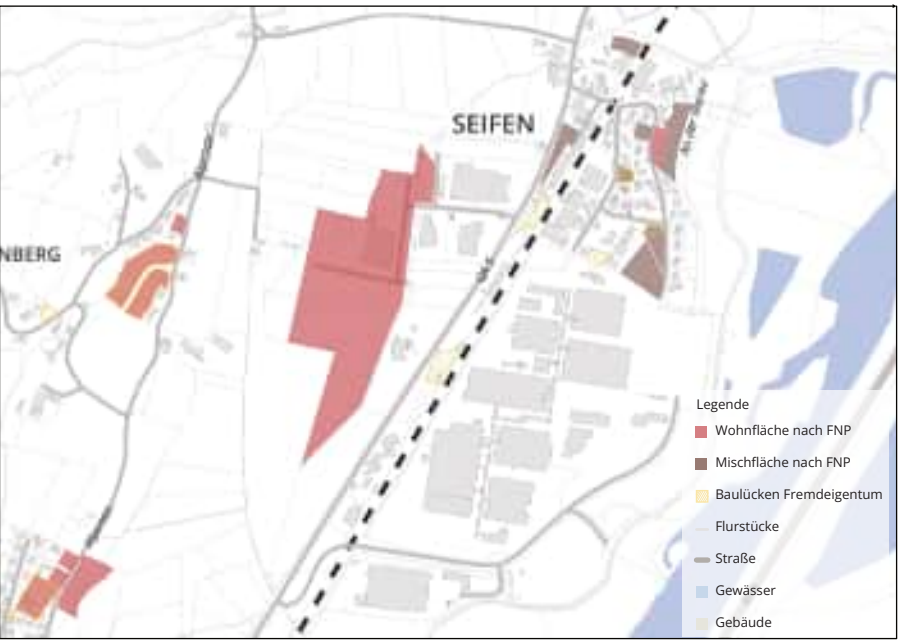 SEIFEN
NBERG
Legende
Wohnfläche nach FNP
Mischfläche nach FNP
Baulücken Fremdeigentum
Flurstücke
Straße
Gewässer
Gebäude